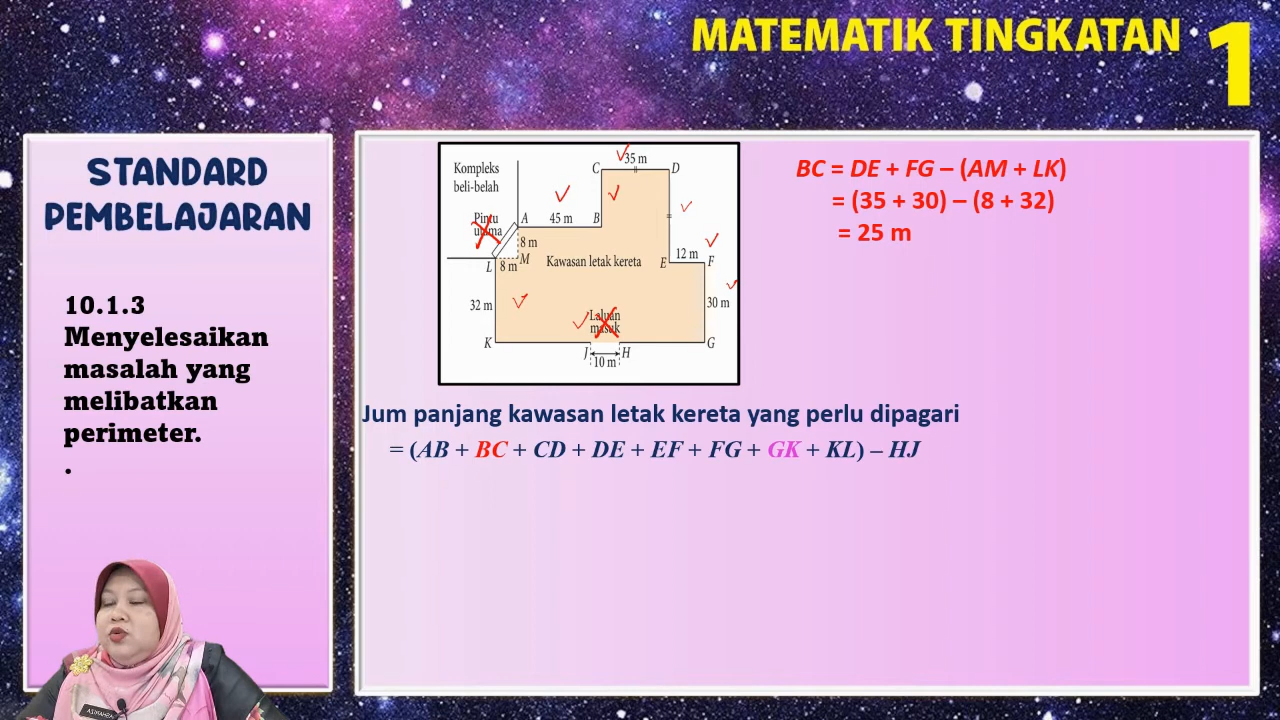 MATEMATIK TINGKATAN 1
STANDARD
PEMBELAJARAN
10.1.3
Menyelesaikan
masalah yang
melibatkan
perimeter.
.
Kompleks
beli-belah
Pintu
utama
C
35 m
D
A
45 m
B
8 m
M
L
8 m
Kawasan letak kereta
E
12 m
F
32 m
30 m
Laluan
masuk
K
J
H
G
10 m
BC = DE + FG – (AM + LK)
= (35 + 30) – (8 + 32)
= 25 m
Jum panjang kawasan letak kereta yang perlu dipagari
= (AB + BC + CD + DE + EF + FG + GK + KL) – HJ